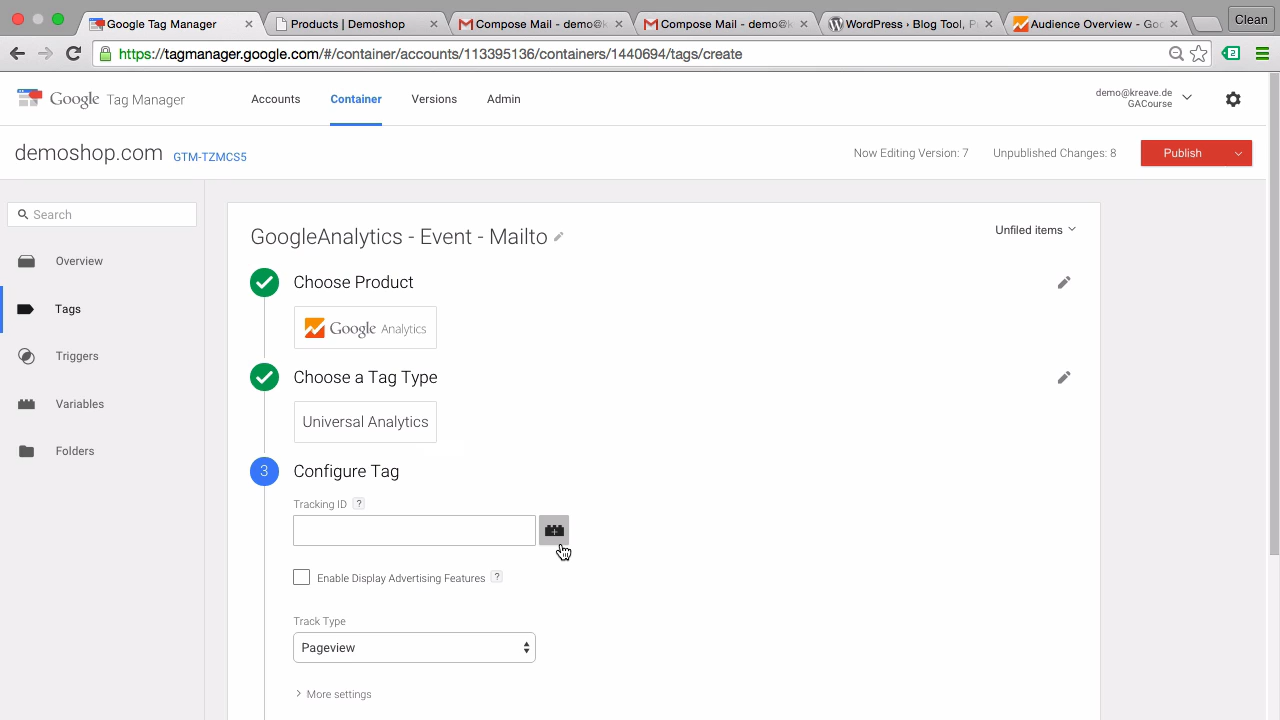 Google Tag Manager
Products | Demoshop
Compose Mail - demo@k
Compose Mail - demo@
WordPress › Blog Tool, P
Audience Overview - Goo
Clean
https://tagmanager.google.com/#/container/accounts/113395136/containers/1440694/tags/create
2
Google Tag Manager
Accounts
Container
Versions
Admin
demo@kreave.de
GACourse
demoshop.com GTM-TZMCS5
Now Editing Version: 7
Unpublished Changes: 8
Publish
Search
Overview
Tags
Triggers
Variables
Folders
GoogleAnalytics - Event - Mailto
Unfiled items
Choose Product
Google Analytics
Choose a Tag Type
Universal Analytics
3 Configure Tag
Tracking ID ?
Enable Display Advertising Features ?
Track Type
Pageview
More settings